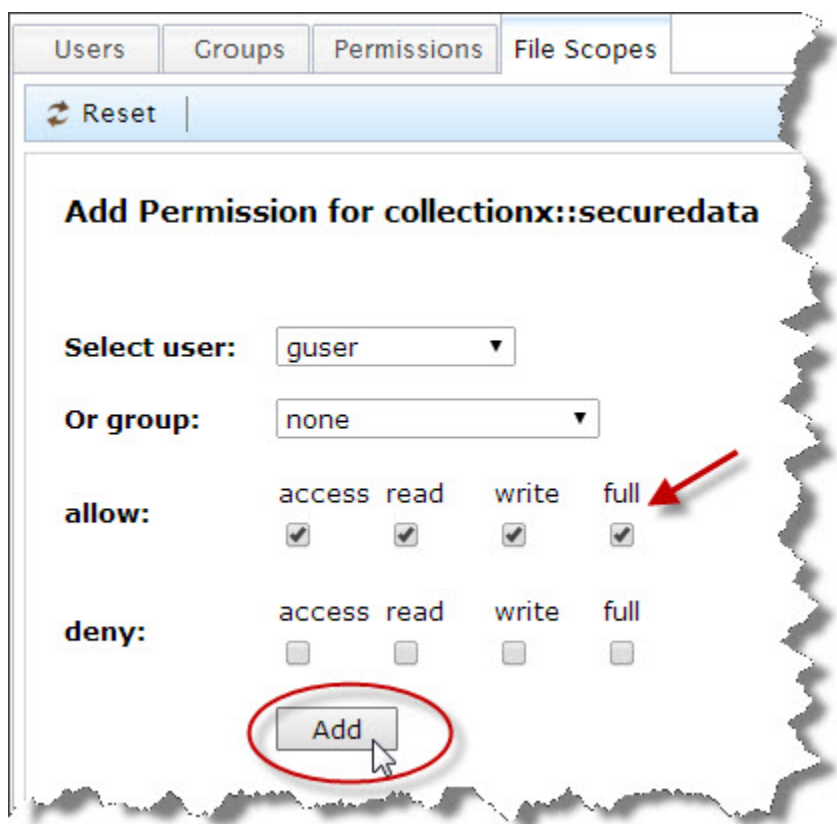 Users Groups Permissions File Scopes
Reset
Add Permission for collectionx::securedata
Select user: guser
Or group: none
access read write full
allow:
access read write full
deny:
Add